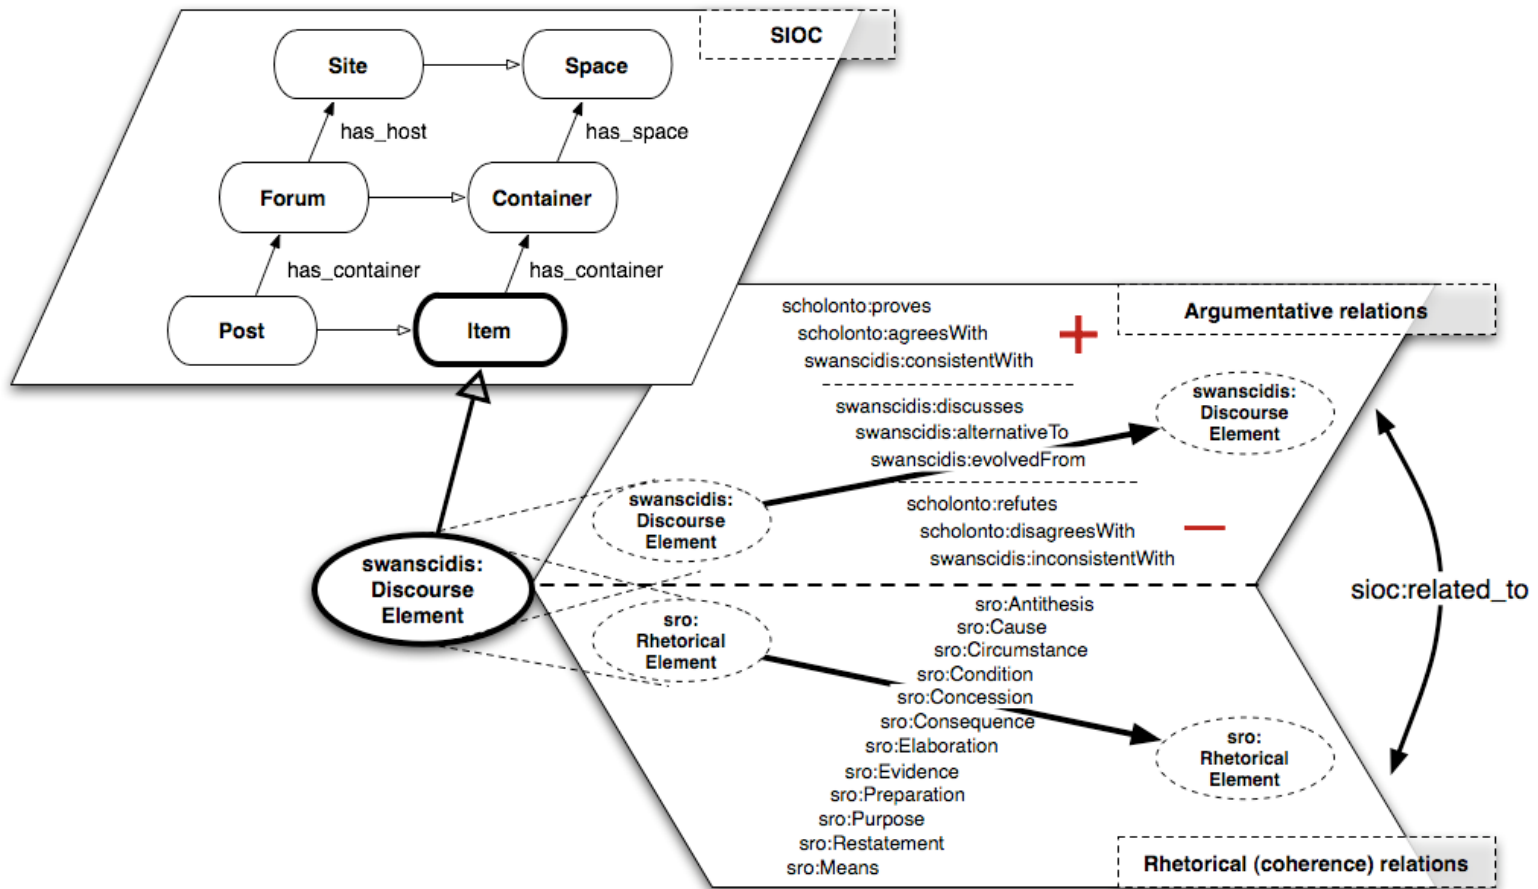 SIOC
Site
Space
has_host
has_space
Forum
Container
has_container
has_container
Post
Item
Argumentative relations
scholonto:proves
scholonto:agreesWith
swanscidis:consistentWith
+
swanscidis:discusses
swanscidis:alternativeTo
swanscidis:evolvedFrom
swanscidis:
Discourse
Element
swanscidis:
Discourse
Element
scholonto:refutes
scholonto:disagreesWith
swanscidis:inconsistentWith
—
swanscidis:
Discourse
Element
sioc:related_to
sro:
Rhetorical
Element
sro:Antithesis
sro:Cause
sro:Circumstance
sro:Condition
sro:Concession
sro:Consequence
sro:Elaboration
sro:Evidence
sro:Preparation
sro:Purpose
sro:Restatement
sro:Means
sro:
Rhetorical
Element
Rhetorical (coherence) relations